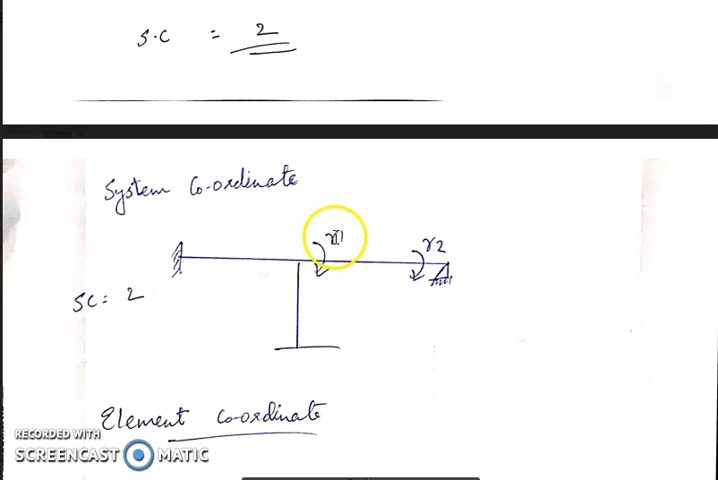 S.C = 2
System Co-ordinate
r1
r2
SC = 2
Element co-ordinate
RECORDED WITH
SCREENCAST MATIC